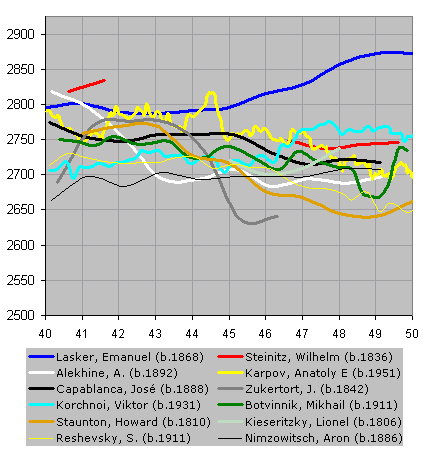 2900
2850
2800
2750
2700
2650
2600
2550
2500
40 41 42 43 44 45 46 47 48 49 50
Lasker, Emanuel (b.1868) Steinitz, Wilhelm (b.1836)
Alekhine, A. (b.1892) Karpov, Anatoly E (b.1951)
Capablanca, José (b.1888) Zukertort, J. (b.1842)
Korchnoi, Viktor (b.1931) Botvinnik, Mikhail (b.1911)
Staunton, Howard (b.1810) Kieseritzky, Lionel (b.1806)
Reshevsky, S. (b.1911) Nimzowitsch, Aron (b.1886)